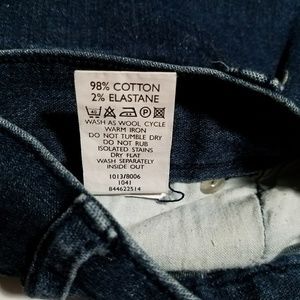 98% COTTON
2% ELASTANE
WASH AS WOOL CYCLE
WARM IRON
DO NOT TUMBLE DRY
DO NOT RUB
ISOLATED STAINS
DRY FLAT
WASH SEPARATELY
INSIDE OUT
1013/8006
1041
844622514